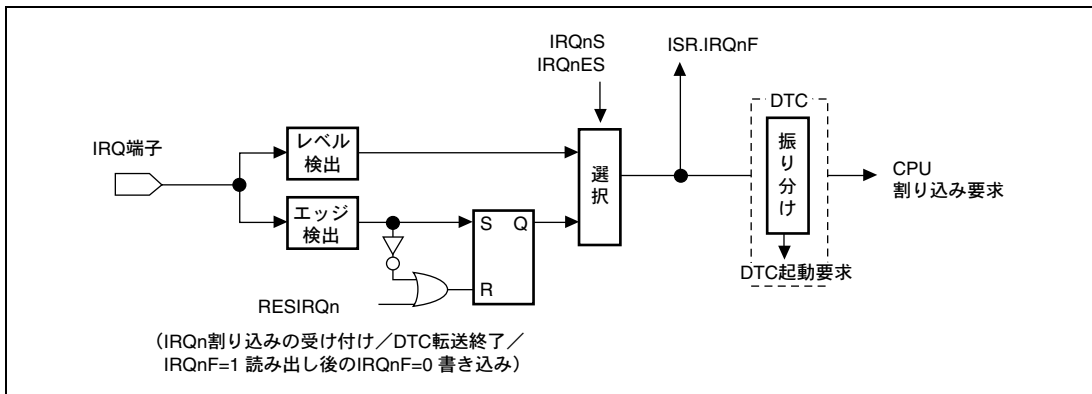 IRQnS
IRQnES
ISR.IRQnF
DTC
IRQ端子
レベル
検出
エッジ
検出
選択
振り分け
CPU
割り込み要求
S Q
R
DTC起動要求
RESIRQn
(IRQn割り込みの受け付け／DTC転送終了／
IRQnF=1 読み出し後のIRQnF=0 書き込み)